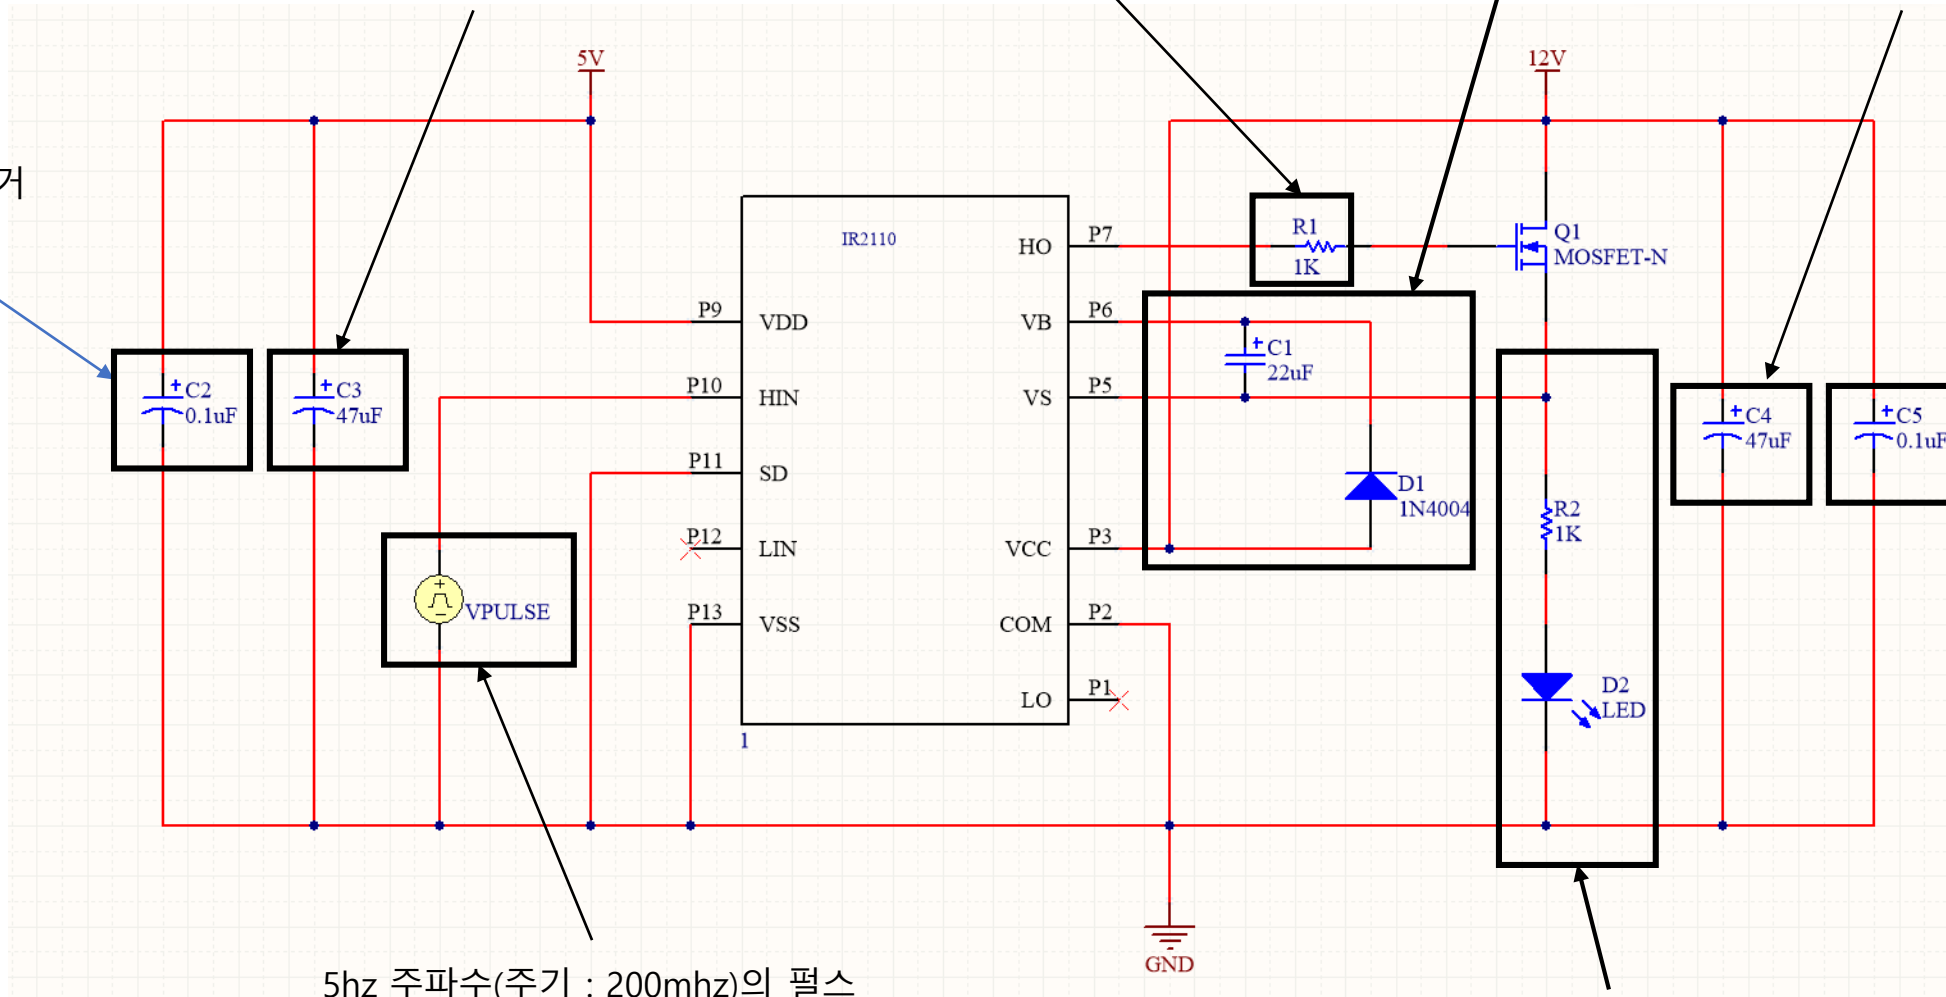 5V
12V
거
IR2110
HO
P7
R1
1K
Q1
MOSFET-N
P9
VDD
VB
P6
C1
22uF
C2
0.1uF
C3
47uF
P10
HIN
VS
P5
C4
47uF
C5
0.1uF
P11
SD
D1
1N4004
R2
1K
P12
LIN
VCC
P3
VPULSE
P13
VSS
COM
P2
LO
P1
D2
LED
1
GND
5hz 주파수(주기 : 200mhz)의 펄스